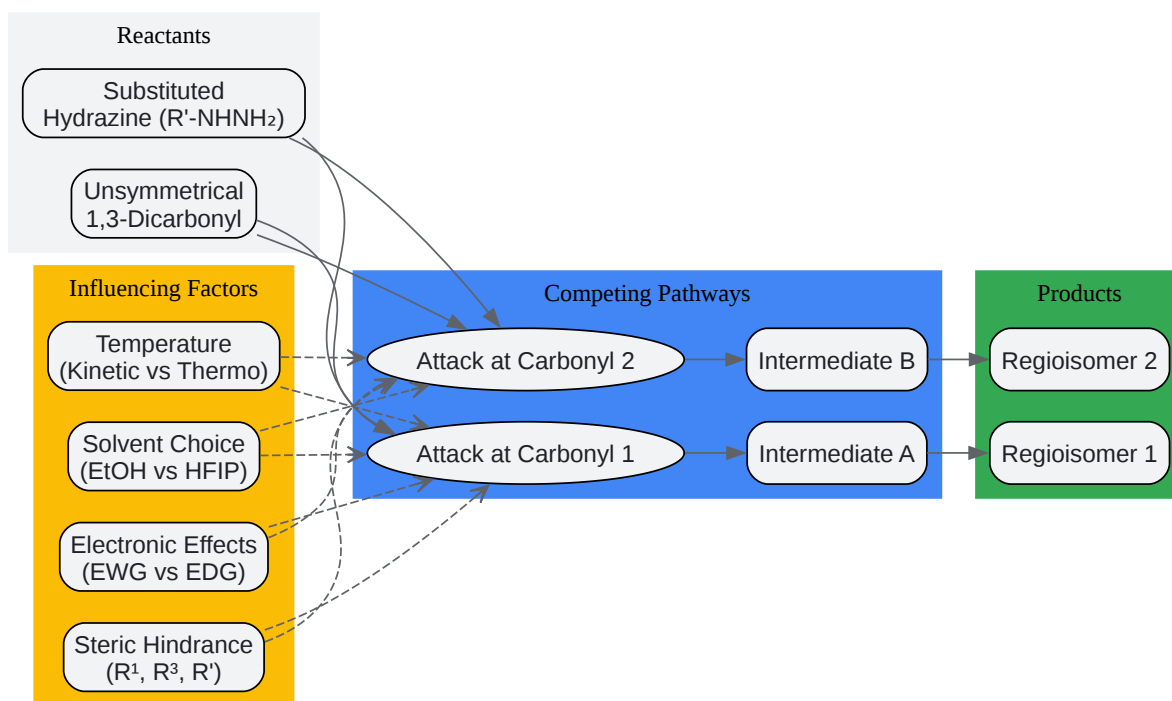 Reactants
Substituted
Hydrazine (R'-NHNH₂)
Unsymmetrical
1,3-Dicarbonyl
Influencing Factors
Temperature
(Kinetic vs Thermo)
Solvent Choice
(EtOH vs HFIP)
Electronic Effects
(EWG vs EDG)
Steric Hindrance
(R¹, R³, R')
Competing Pathways
Attack at Carbonyl 2
Intermediate B
Attack at Carbonyl 1
Intermediate A
Products
Regioisomer 2
Regioisomer 1